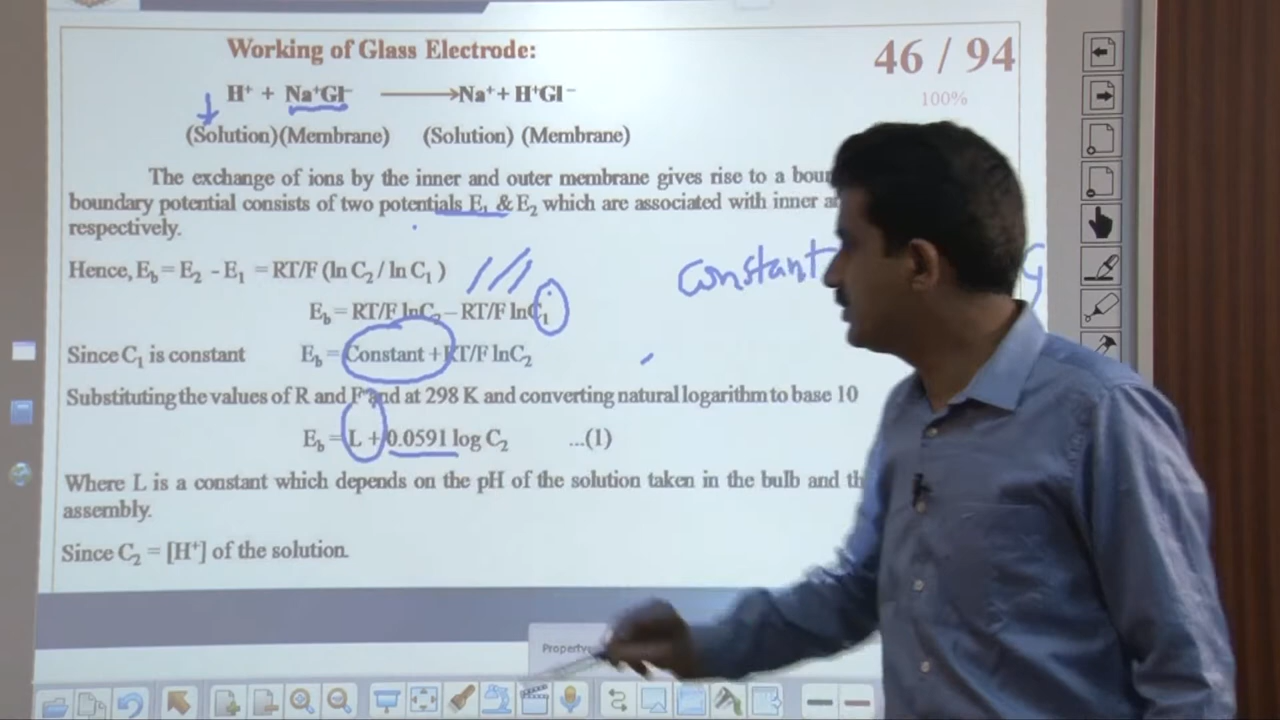 Working of Glass Electrode:
46 / 94
100%
H⁺ + Na⁺Gl⁻ ⟶ Na⁺ + H⁺Gl⁻
(Solution)(Membrane) (Solution) (Membrane)
The exchange of ions by the inner and outer membrane gives rise to a
boundary potential consists of two potentials E₁ & E₂ which are associated with inner
respectively.
Hence, E_b = E₂ - E₁ = RT/F (ln C₂ / ln C₁)
Constant
E_b = RT/F lnC₂ – RT/F lnC₁
Since C₁ is constant E_b = Constant + RT/F lnC₂
Substituting the values of R and F and at 298 K and converting natural logarithm to base 10
E_b = L + 0.0591 log C₂ ...(1)
Where L is a constant which depends on the pH of the solution taken in the bulb and
assembly.
Since C₂ = [H⁺] of the solution.